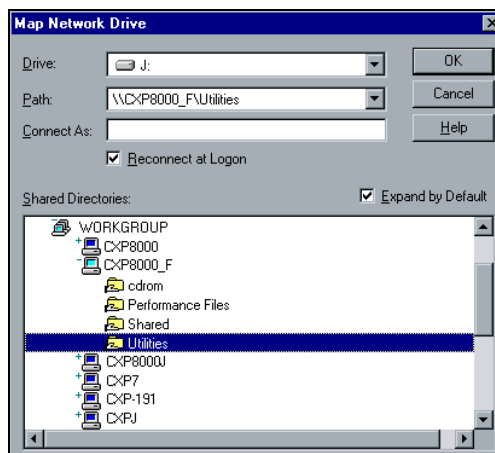 Map Network Drive
Drive: J: OK
Path: \\CXP8000_F\Utilities Cancel
Connect As: Help
Reconnect at Logon
Shared Directories: Expand by Default
WORKGROUP
CXP8000
CXP8000_F
cdrom
Performance Files
Shared
Utilities
CXP8000J
CXP7
CXP-191
CXPJ